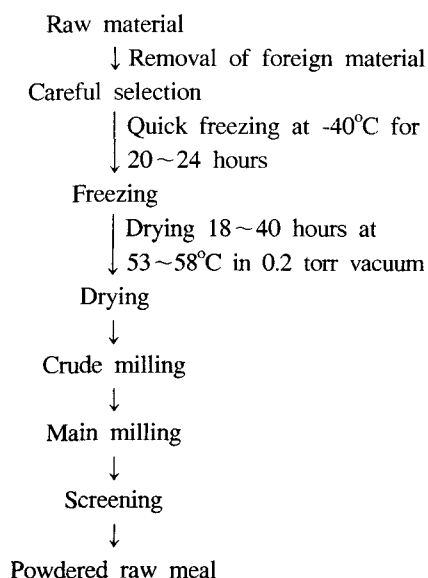 Raw material
↓ Removal of foreign material
Careful selection
Quick freezing at -40°C for
↓ 20~24 hours
Freezing
Drying 18~40 hours at
↓ 53~58°C in 0.2 torr vacuum
Drying
↓
Crude milling
↓
Main milling
↓
Screening
↓
Powdered raw meal